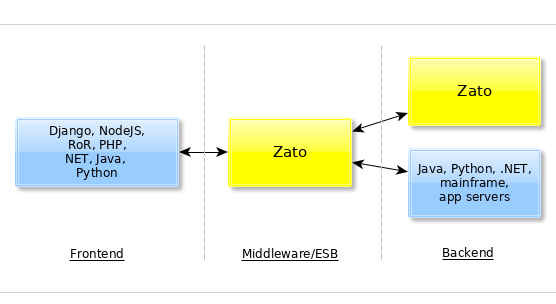 Django, NodeJS,
RoR, PHP,
NET, Java,
Python
Zato
Zato
Java, Python, .NET,
mainframe,
app servers
Frontend
Middleware/ESB
Backend